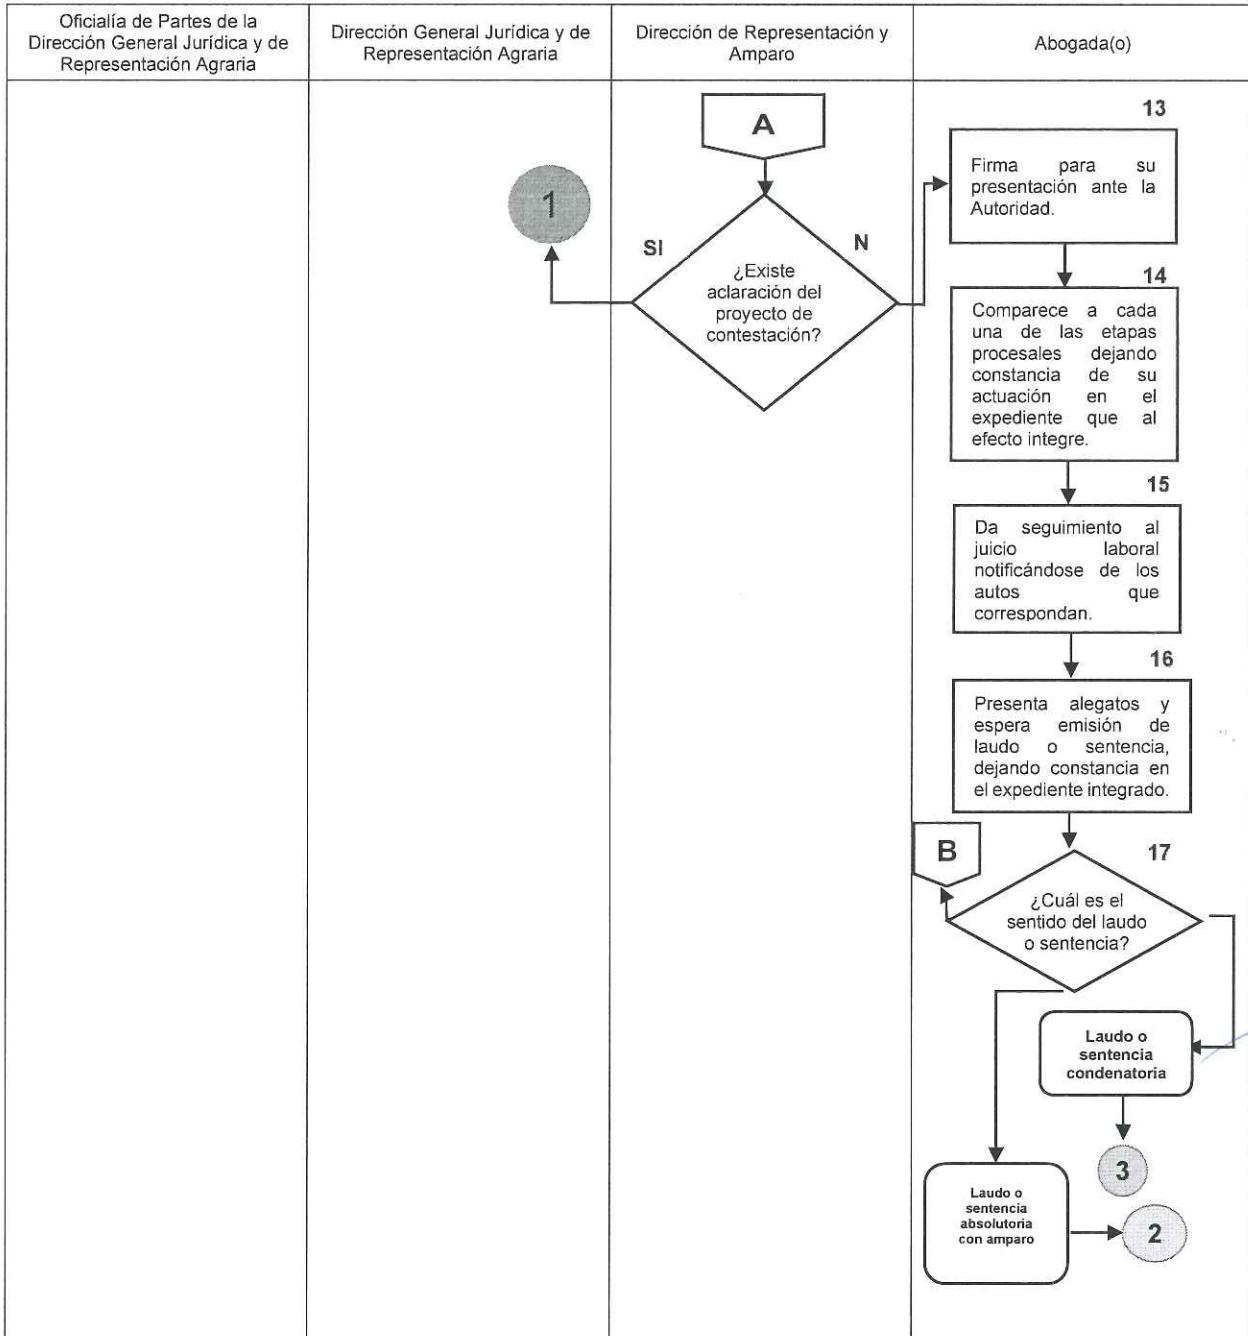 Oficialía de Partes de la
Dirección General Jurídica y de
Representación Agraria
Dirección General Jurídica y de
Representación Agraria
Dirección de Representación y
Amparo
Abogada(o)
A
1
SI
N
¿Existe
aclaración del
proyecto de
contestación?
13
Firma para su
presentación ante la
Autoridad.
14
Comparece a cada
una de las etapas
procesales dejando
constancia de su
actuación en el
expediente que al
efecto integre.
15
Da seguimiento al
juicio laboral
notificándose de los
autos que
correspondan.
16
Presenta alegatos y
espera emisión de
laudo o sentencia,
dejando constancia en
el expediente integrado.
B
17
¿Cuál es el
sentido del laudo
o sentencia?
Laudo o
sentencia
condenatoria
3
Laudo o
sentencia
absolutoria
con amparo
2